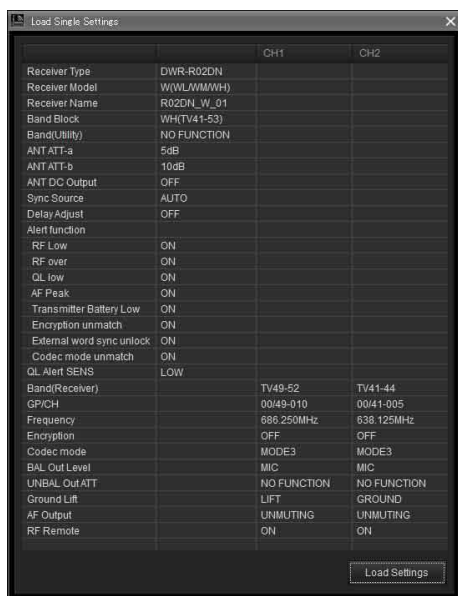 Load Single Settings
CH1 CH2
Receiver Type DWR-R02DN
Receiver Model W(WL/WM/WH)
Receiver Name R02DN_W_01
Band Block WH(TV41-53)
Band(Utility) NO FUNCTION
ANT ATT-a 5dB
ANT ATT-b 10dB
ANT DC Output OFF
Sync Source AUTO
Delay Adjust OFF
Alert function
RF Low ON
RF over ON
QL low ON
AF Peak ON
Transmitter Battery Low ON
Encryption unmatch ON
External word sync unlock ON
Codec mode unmatch ON
QL Alert SENS LOW
Band(Receiver) TV49-52 TV41-44
GP/CH 00/49-010 00/41-005
Frequency 686.250MHz 638.125MHz
Encryption OFF OFF
Codec mode MODE3 MODE3
BAL Out Level MIC MIC
UNBAL Out ATT NO FUNCTION NO FUNCTION
Ground Lift LIFT GROUND
AF Output UNMUTING UNMUTING
RF Remote ON ON
Load Settings